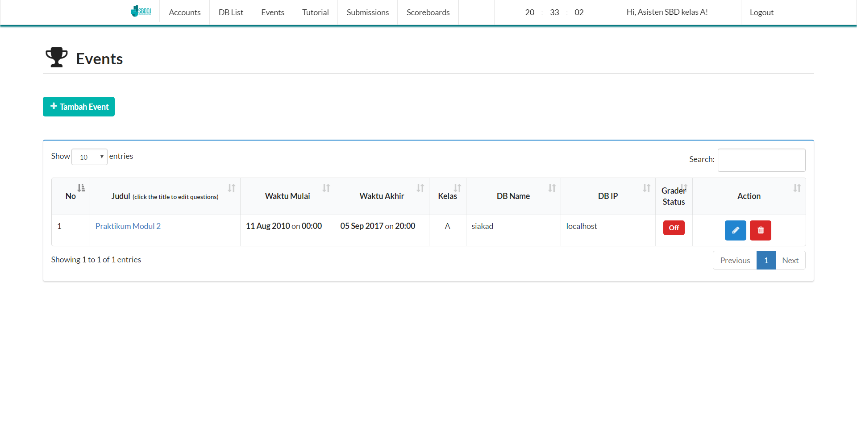 SBDOJ Accounts DB List Events Tutorial Submissions Scoreboards 20 33 02 Hi, Asisten SBD kelas A! Logout
Events
+ Tambah Event
Show 10 entries Search:
No Judul (click the title to edit questions) Waktu Mulai Waktu Akhir Kelas DB Name DB IP Grader Status Action
1 Praktikum Modul 2 11 Aug 2010 on 00:00 05 Sep 2017 on 20:00 A siakad localhost Off
Showing 1 to 1 of 1 entries Previous 1 Next